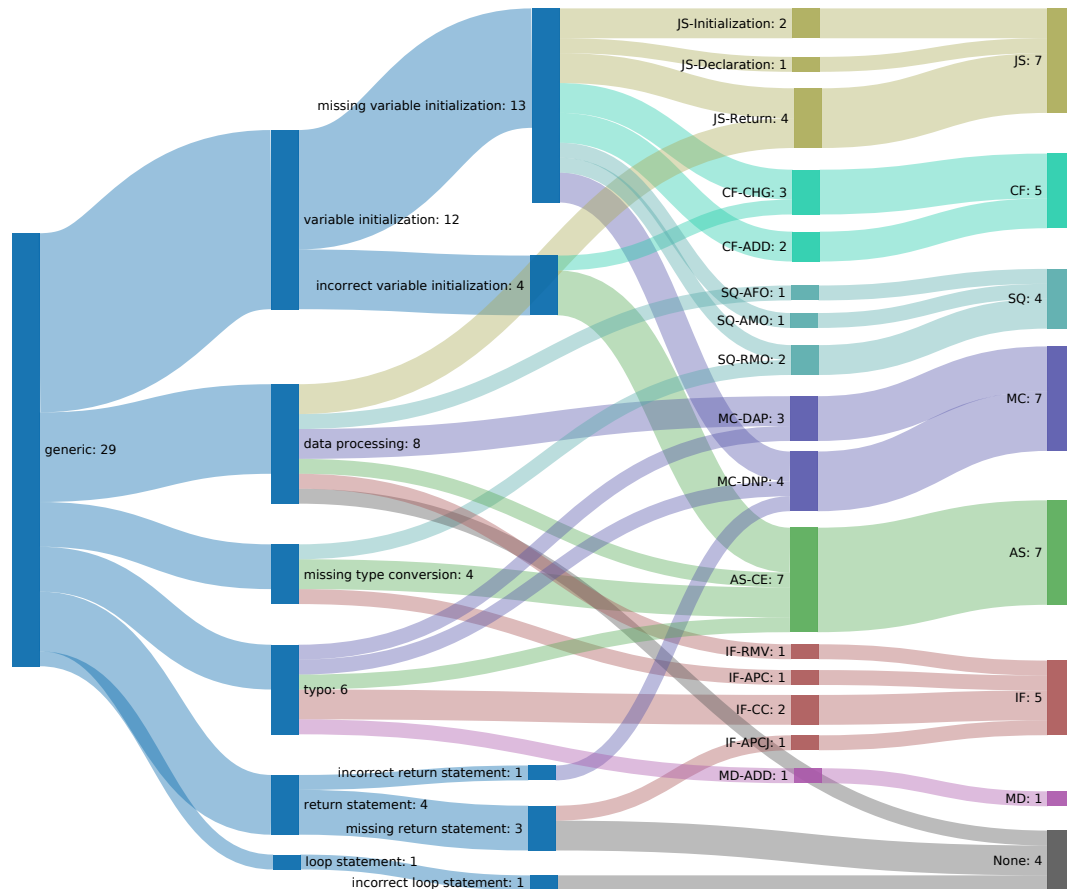 JS-Initialization: 2
JS-Declaration: 1
JS: 7
missing variable initialization: 13
JS-Return: 4
CF-CHG: 3
CF: 5
variable initialization: 12
CF-ADD: 2
incorrect variable initialization: 4
SQ-AFO: 1
SQ: 4
SQ-AMO: 1
SQ-RMO: 2
MC: 7
MC-DAP: 3
generic: 29
data processing: 8
MC-DNP: 4
AS: 7
missing type conversion: 4
AS-CE: 7
IF-RMV: 1
IF-APC: 1
typo: 6
IF: 5
IF-CC: 2
IF-APCJ: 1
incorrect return statement: 1
MD-ADD: 1
MD: 1
return statement: 4
missing return statement: 3
loop statement: 1
None: 4
incorrect loop statement: 1